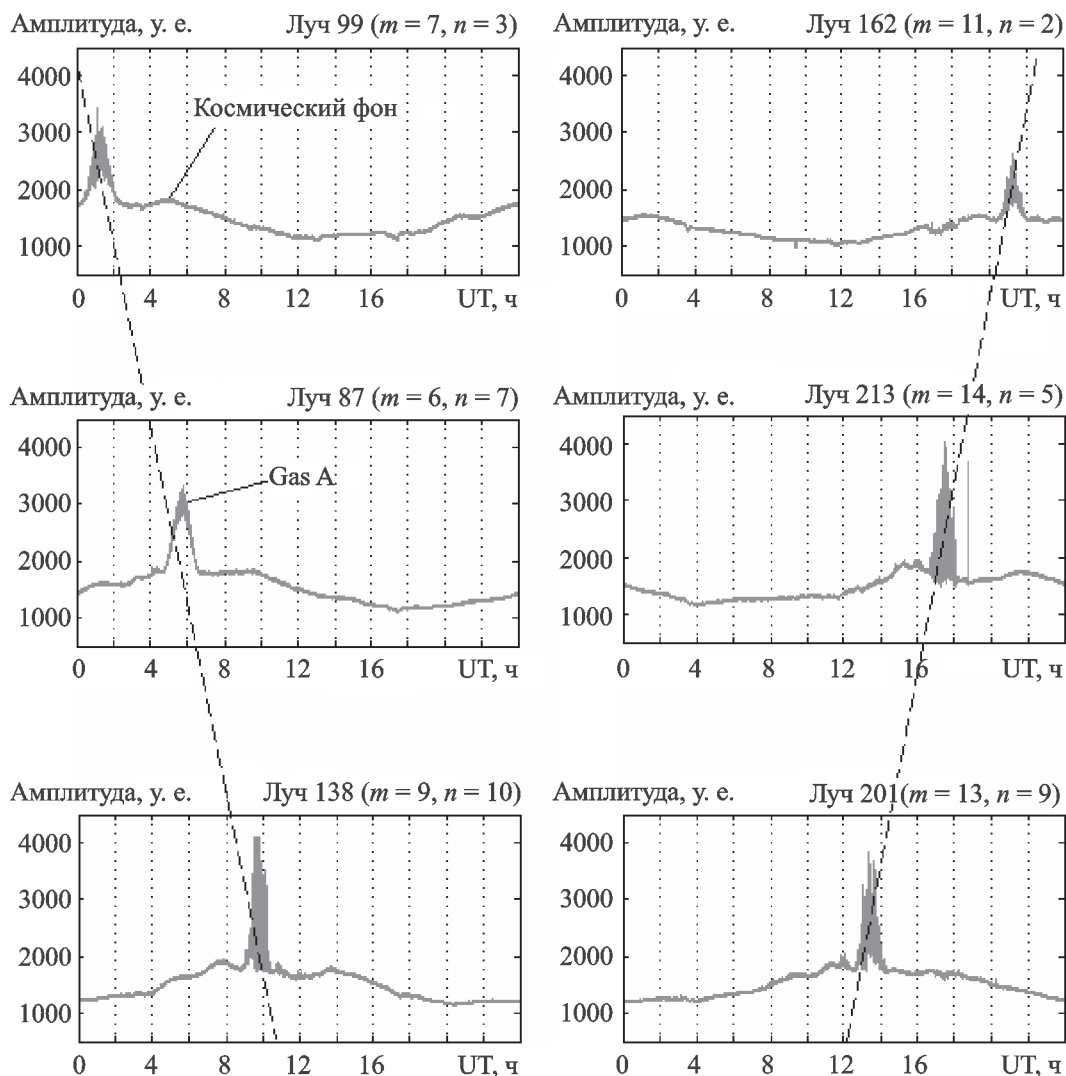 Амплитуда, у. е. Луч 99 (m = 7, n = 3)
4000
3000
2000
1000
Космический фон
0 4 8 12 16 UT, ч
Амплитуда, у. е. Луч 162 (m = 11, n = 2)
4000
3000
2000
1000
0 4 8 12 16 UT, ч
Амплитуда, у. е. Луч 87 (m = 6, n = 7)
4000
3000
2000
1000
Gas A
0 4 8 12 16 UT, ч
Амплитуда, у. е. Луч 213 (m = 14, n = 5)
4000
3000
2000
1000
0 4 8 12 16 UT, ч
Амплитуда, у. е. Луч 138 (m = 9, n = 10)
4000
3000
2000
1000
0 4 8 12 16 UT, ч
Амплитуда, у. е. Луч 201(m = 13, n = 9)
4000
3000
2000
1000
0 4 8 12 16 UT, ч